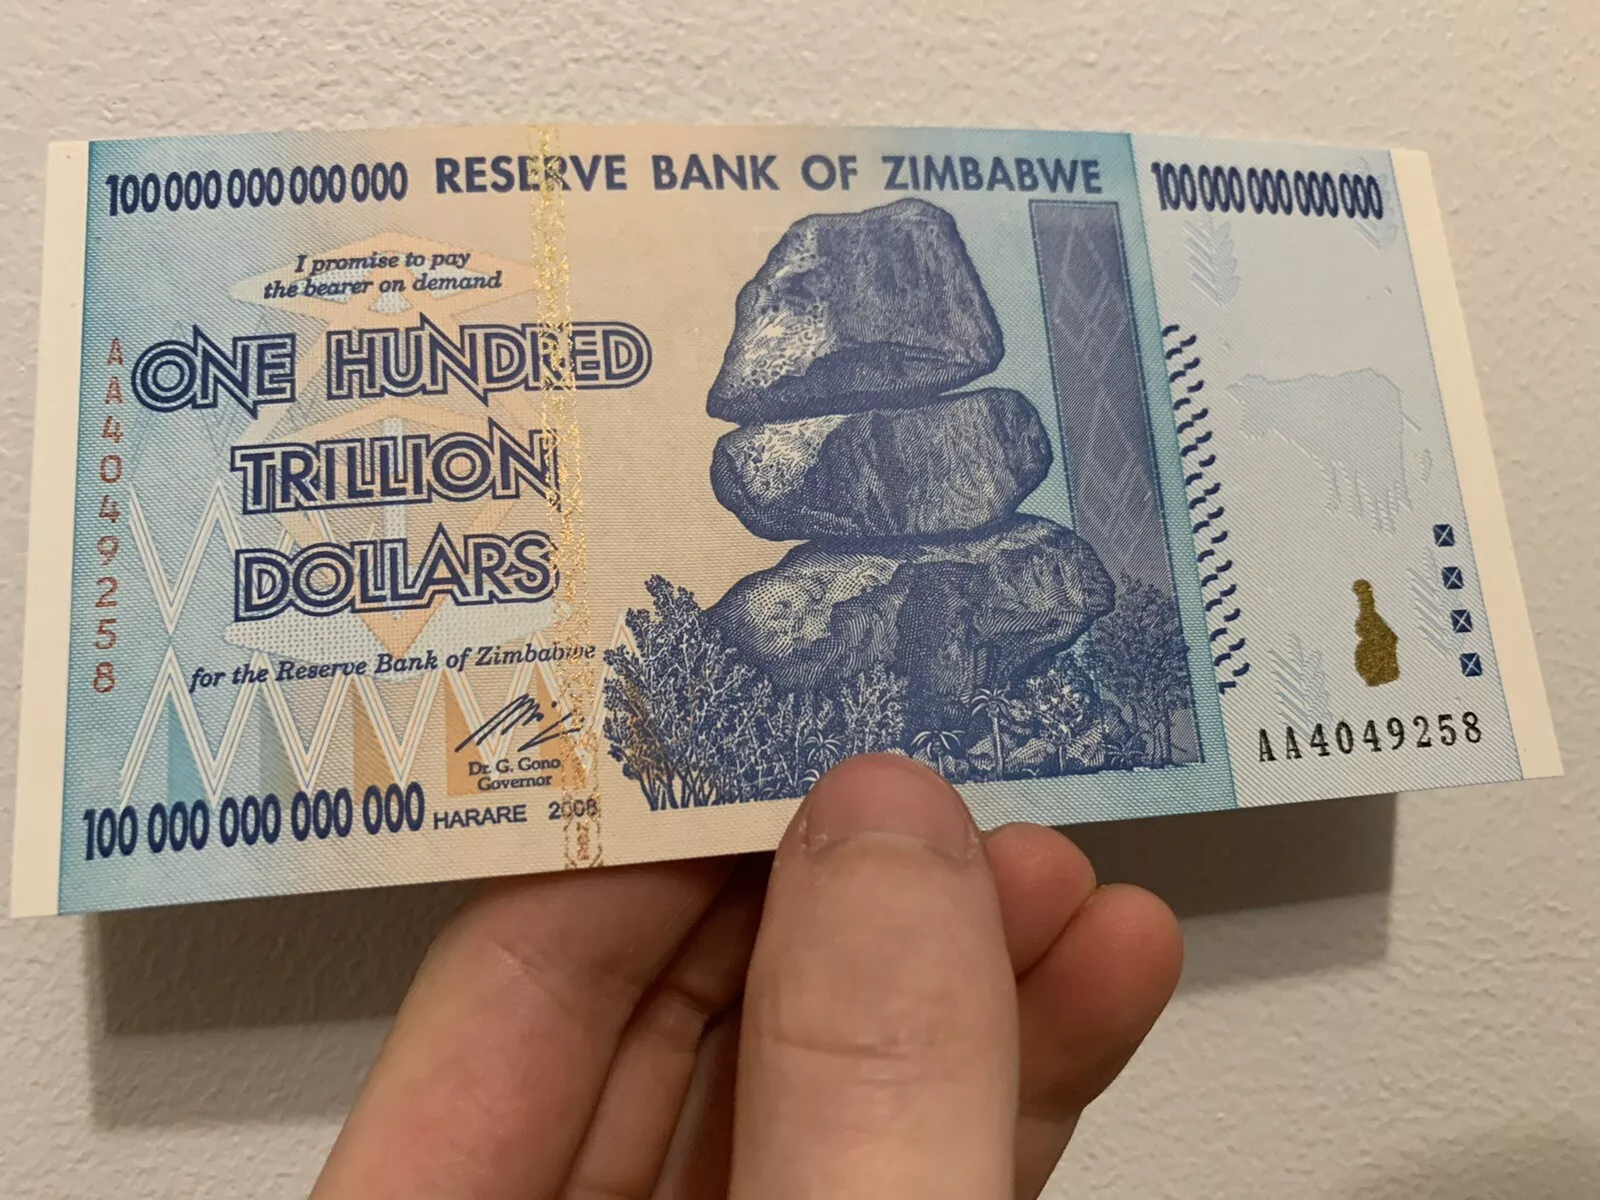 100 000 000 000 000 RESERVE BANK OF ZIMBABWE 100 000 000 000 000
I promise to pay
the bearer on demand
ONE HUNDRED
TRILLION
DOLLARS
for the Reserve Bank of Zimbabwe
Dr. G. Gono
Governor
100 000 000 000 000 HARARE 2008
AA4049258
AA4049258